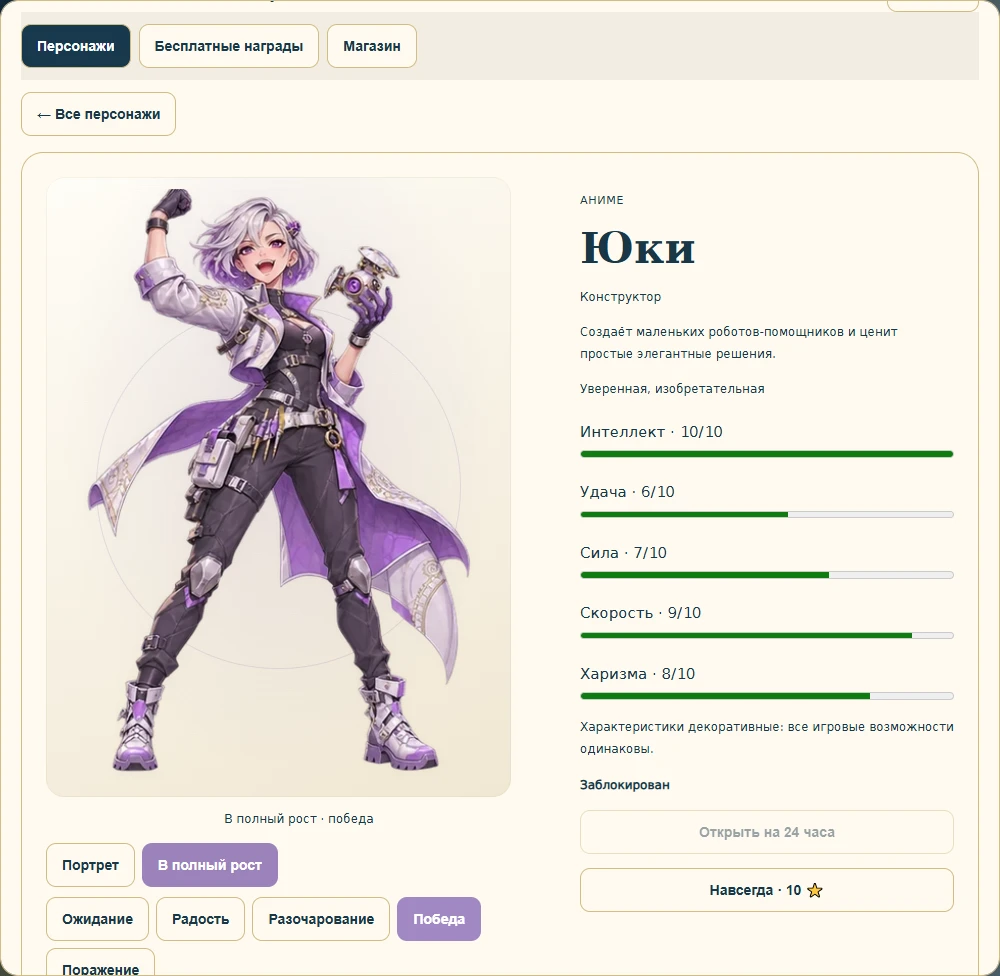 Персонажи
Бесплатные награды
Магазин
← Все персонажи
АНИМЕ
Юки
Конструктор
Создаёт маленьких роботов-помощников и ценит
простые элегантные решения.
Уверенная, изобретательная
Интеллект · 10/10
Удача · 6/10
Сила · 7/10
Скорость · 9/10
Харизма · 8/10
Характеристики декоративные: все игровые возможности
одинаковы.
Заблокирован
Открыть на 24 часа
Навсегда · 10 ⭐
В полный рост · победа
Портрет
В полный рост
Ожидание
Радость
Разочарование
Победа
Поражение